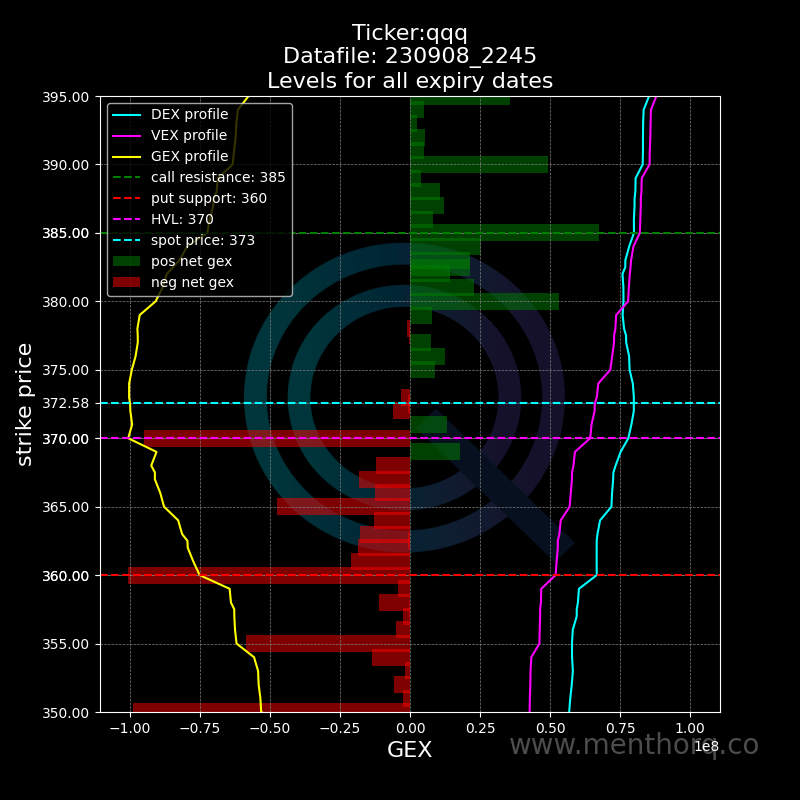 Ticker:qqq
Datafile: 230908_2245
Levels for all expiry dates
DEX profile
VEX profile
GEX profile
call resistance: 385
put support: 360
HVL: 370
spot price: 373
pos net gex
neg net gex
395.00
390.00
385.00
380.00
375.00
372.58
370.00
365.00
360.00
355.00
350.00
strike price
−1.00 −0.75 −0.50 −0.25 0.00 0.25 0.50 0.75 1.00
1e8
GEX
www.menthorq.co